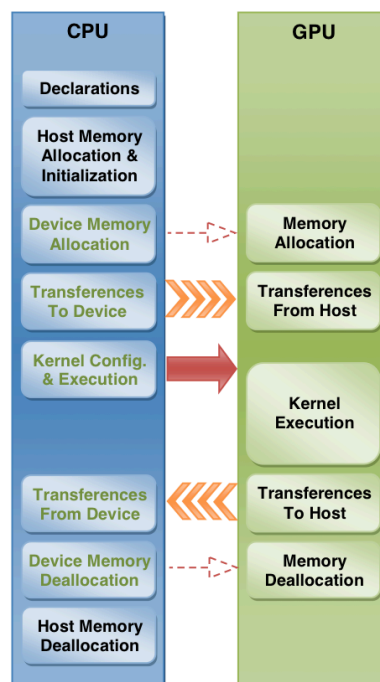 CPU
Declarations
Host Memory
Allocation &
Initialization
Device Memory
Allocation
Transferences
To Device
Kernel Config.
& Execution
Transferences
From Device
Device Memory
Deallocation
Host Memory
Deallocation
GPU
Memory
Allocation
Transferences
From Host
Kernel
Execution
Transferences
To Host
Memory
Deallocation